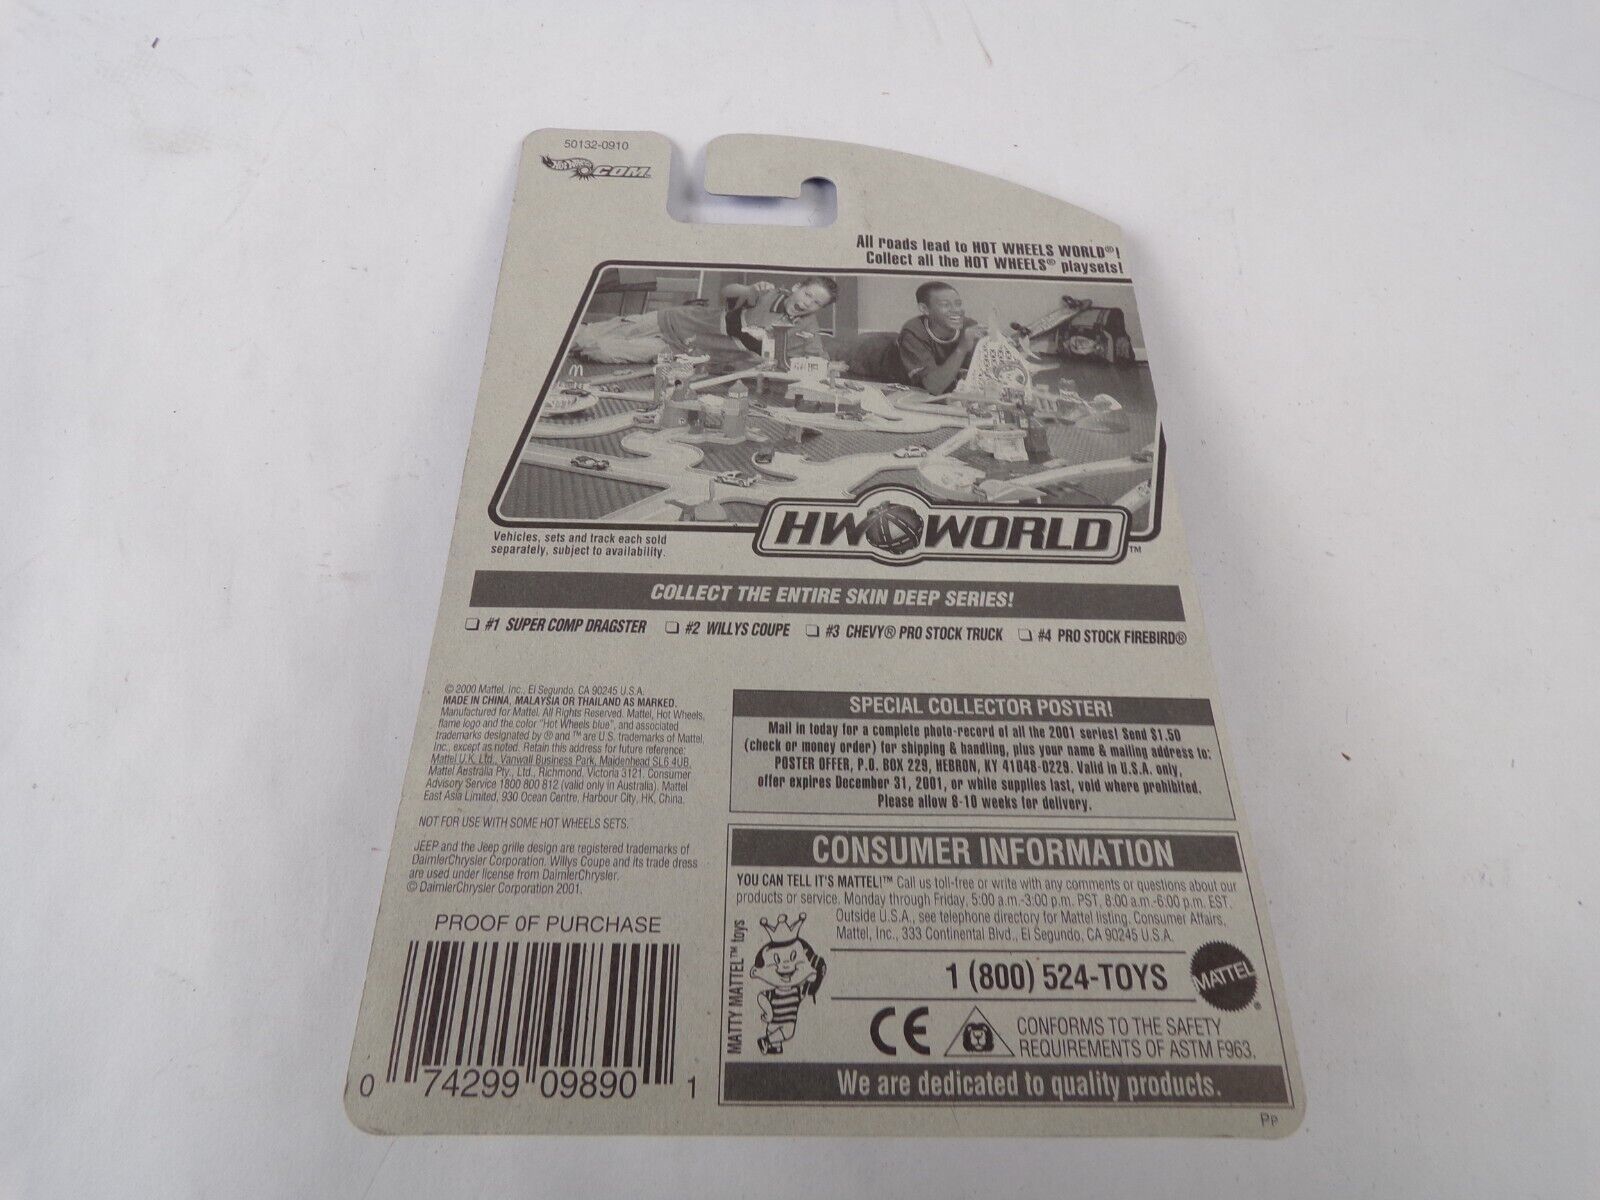 50132-0910
Hot Wheels .COM
All roads lead to HOT WHEELS WORLD®!
Collect all the HOT WHEELS® playsets!
HW WORLD™
Vehicles, sets and track each sold
separately, subject to availability.
COLLECT THE ENTIRE SKIN DEEP SERIES!
#1 SUPER COMP DRAGSTER #2 WILLYS COUPE #3 CHEVY® PRO STOCK TRUCK #4 PRO STOCK FIREBIRD®
© 2000 Mattel, Inc., El Segundo, CA 90245 U.S.A.
MADE IN CHINA, MALAYSIA OR THAILAND AS MARKED.
Manufactured for Mattel. All Rights Reserved. Mattel, Hot Wheels,
flame logo and the color "Hot Wheels blue", and associated
trademarks designated by ® and ™ are U.S. trademarks of Mattel,
Inc., except as noted. Retain this address for future reference:
Mattel U.K. Ltd., Vanwall Business Park, Maidenhead SL6 4UB.
Mattel Australia Pty., Ltd., Richmond, Victoria 3121. Consumer
Advisory Service 1800 800 812 (valid only in Australia). Mattel
East Asia Limited, 930 Ocean Centre, Harbour City, HK, China.
NOT FOR USE WITH SOME HOT WHEELS SETS.
JEEP and the Jeep grille design are registered trademarks of
DaimlerChrysler Corporation. Willys Coupe and its trade dress
are used under license from DaimlerChrysler.
© DaimlerChrysler Corporation 2001.
PROOF OF PURCHASE
0 74299 09890 1
SPECIAL COLLECTOR POSTER!
Mail in today for a complete photo-record of all the 2001 series! Send $1.50
(check or money order) for shipping & handling, plus your name & mailing address to:
POSTER OFFER, P.O. BOX 229, HEBRON, KY 41048-0229. Valid in U.S.A. only,
offer expires December 31, 2001, or while supplies last, void where prohibited.
Please allow 8-10 weeks for delivery.
CONSUMER INFORMATION
YOU CAN TELL IT'S MATTEL!™ Call us toll-free or write with any comments or questions about our
products or service. Monday through Friday, 5:00 a.m.-3:00 p.m. PST, 8:00 a.m.-6:00 p.m. EST.
Outside U.S.A., see telephone directory for Mattel listing. Consumer Affairs,
Mattel, Inc., 333 Continental Blvd., El Segundo, CA 90245 U.S.A.
MATTY MATTEL™ toys
1 (800) 524-TOYS
MATTEL®
CE
CONFORMS TO THE SAFETY
REQUIREMENTS OF ASTM F963.
We are dedicated to quality products.
PP